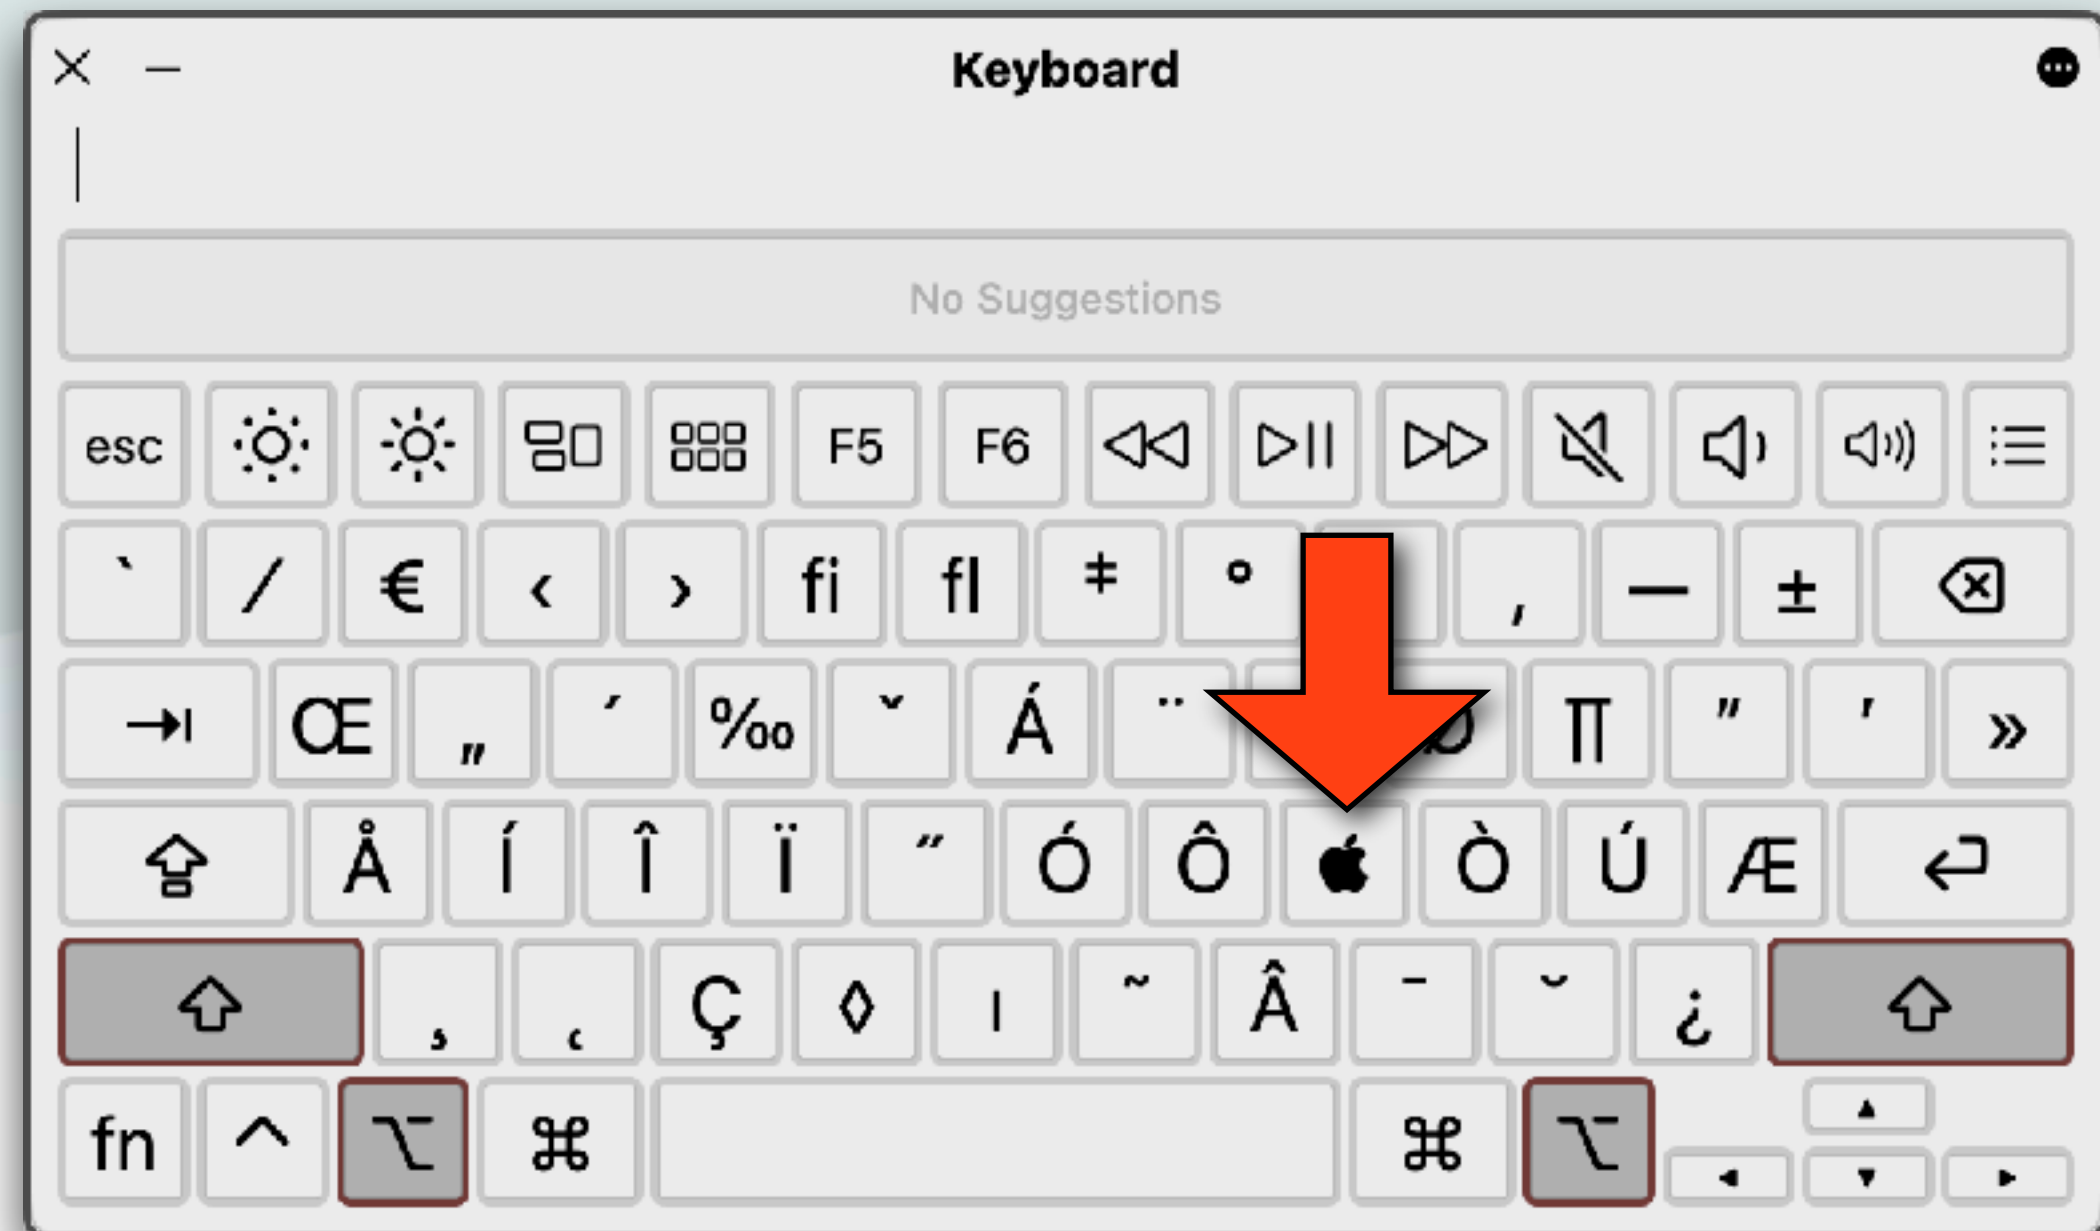 Keyboard
No Suggestions
esc F5 F6
` / € ‹ › fi fl ‡ ° , — ±
Œ „ ´ ‰ ˇ Á ¨ Ø ∏ " ' »
Å Í Î Ï ˝ Ó Ô  Ò Ú Æ
¸ ˛ Ç ◊ ı ˜ Â ¯ ˘ ¿
fn ^ ⌥ ⌘ ⌘ ⌥